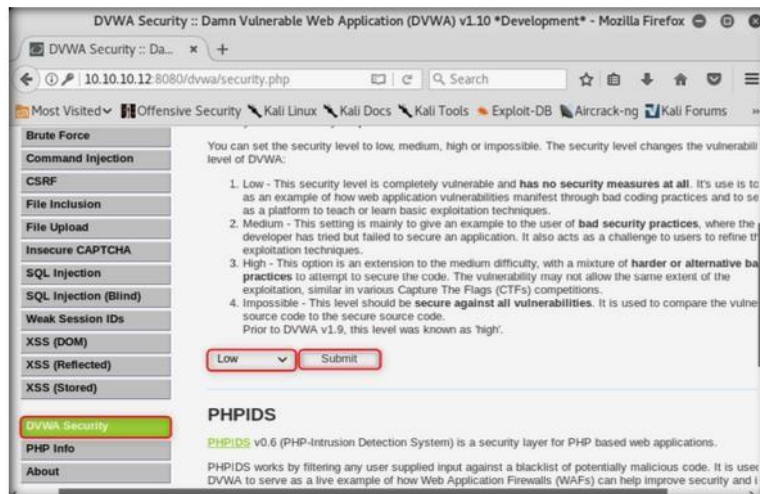 DVWA Security :: Damn Vulnerable Web Application (DVWA) v1.10 *Development* - Mozilla Firefox
DVWA Security :: Da...
10.10.10.12:8080/dvwa/security.php
Search
Most Visited Offensive Security Kali Linux Kali Docs Kali Tools Exploit-DB Aircrack-ng Kali Forums »
Brute Force
Command Injection
CSRF
File Inclusion
File Upload
Insecure CAPTCHA
SQL Injection
SQL Injection (Blind)
Weak Session IDs
XSS (DOM)
XSS (Reflected)
XSS (Stored)
DVWA Security
PHP Info
About
You can set the security level to low, medium, high or impossible. The security level changes the vulnerabili
level of DVWA:
1. Low - This security level is completely vulnerable and has no security measures at all. It's use is to
as an example of how web application vulnerabilities manifest through bad coding practices and to se
as a platform to teach or learn basic exploitation techniques.
2. Medium - This setting is mainly to give an example to the user of bad security practices, where the
developer has tried but failed to secure an application. It also acts as a challenge to users to refine th
exploitation techniques.
3. High - This option is an extension to the medium difficulty, with a mixture of harder or alternative ba
practices to attempt to secure the code. The vulnerability may not allow the same extent of the
exploitation, similar in various Capture The Flags (CTFs) competitions.
4. Impossible - This level should be secure against all vulnerabilities. It is used to compare the vulne
source code to the secure source code.
Prior to DVWA v1.9, this level was known as 'high'.
Low Submit
PHPIDS
PHPIDS v0.6 (PHP-Intrusion Detection System) is a security layer for PHP based web applications.
PHPIDS works by filtering any user supplied input against a blacklist of potentially malicious code. It is used
DVWA to serve as a live example of how Web Application Firewalls (WAFs) can help improve security and i